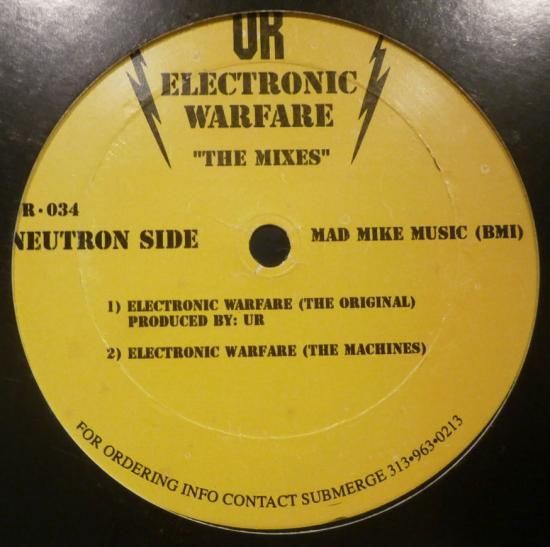 UR
ELECTRONIC
WARFARE
"THE MIXES"
R·034
NEUTRON SIDE
MAD MIKE MUSIC (BMI)
1) ELECTRONIC WARFARE (THE ORIGINAL)
PRODUCED BY: UR
2) ELECTRONIC WARFARE (THE MACHINES)
FOR ORDERING INFO CONTACT SUBMERGE 313•963•0213